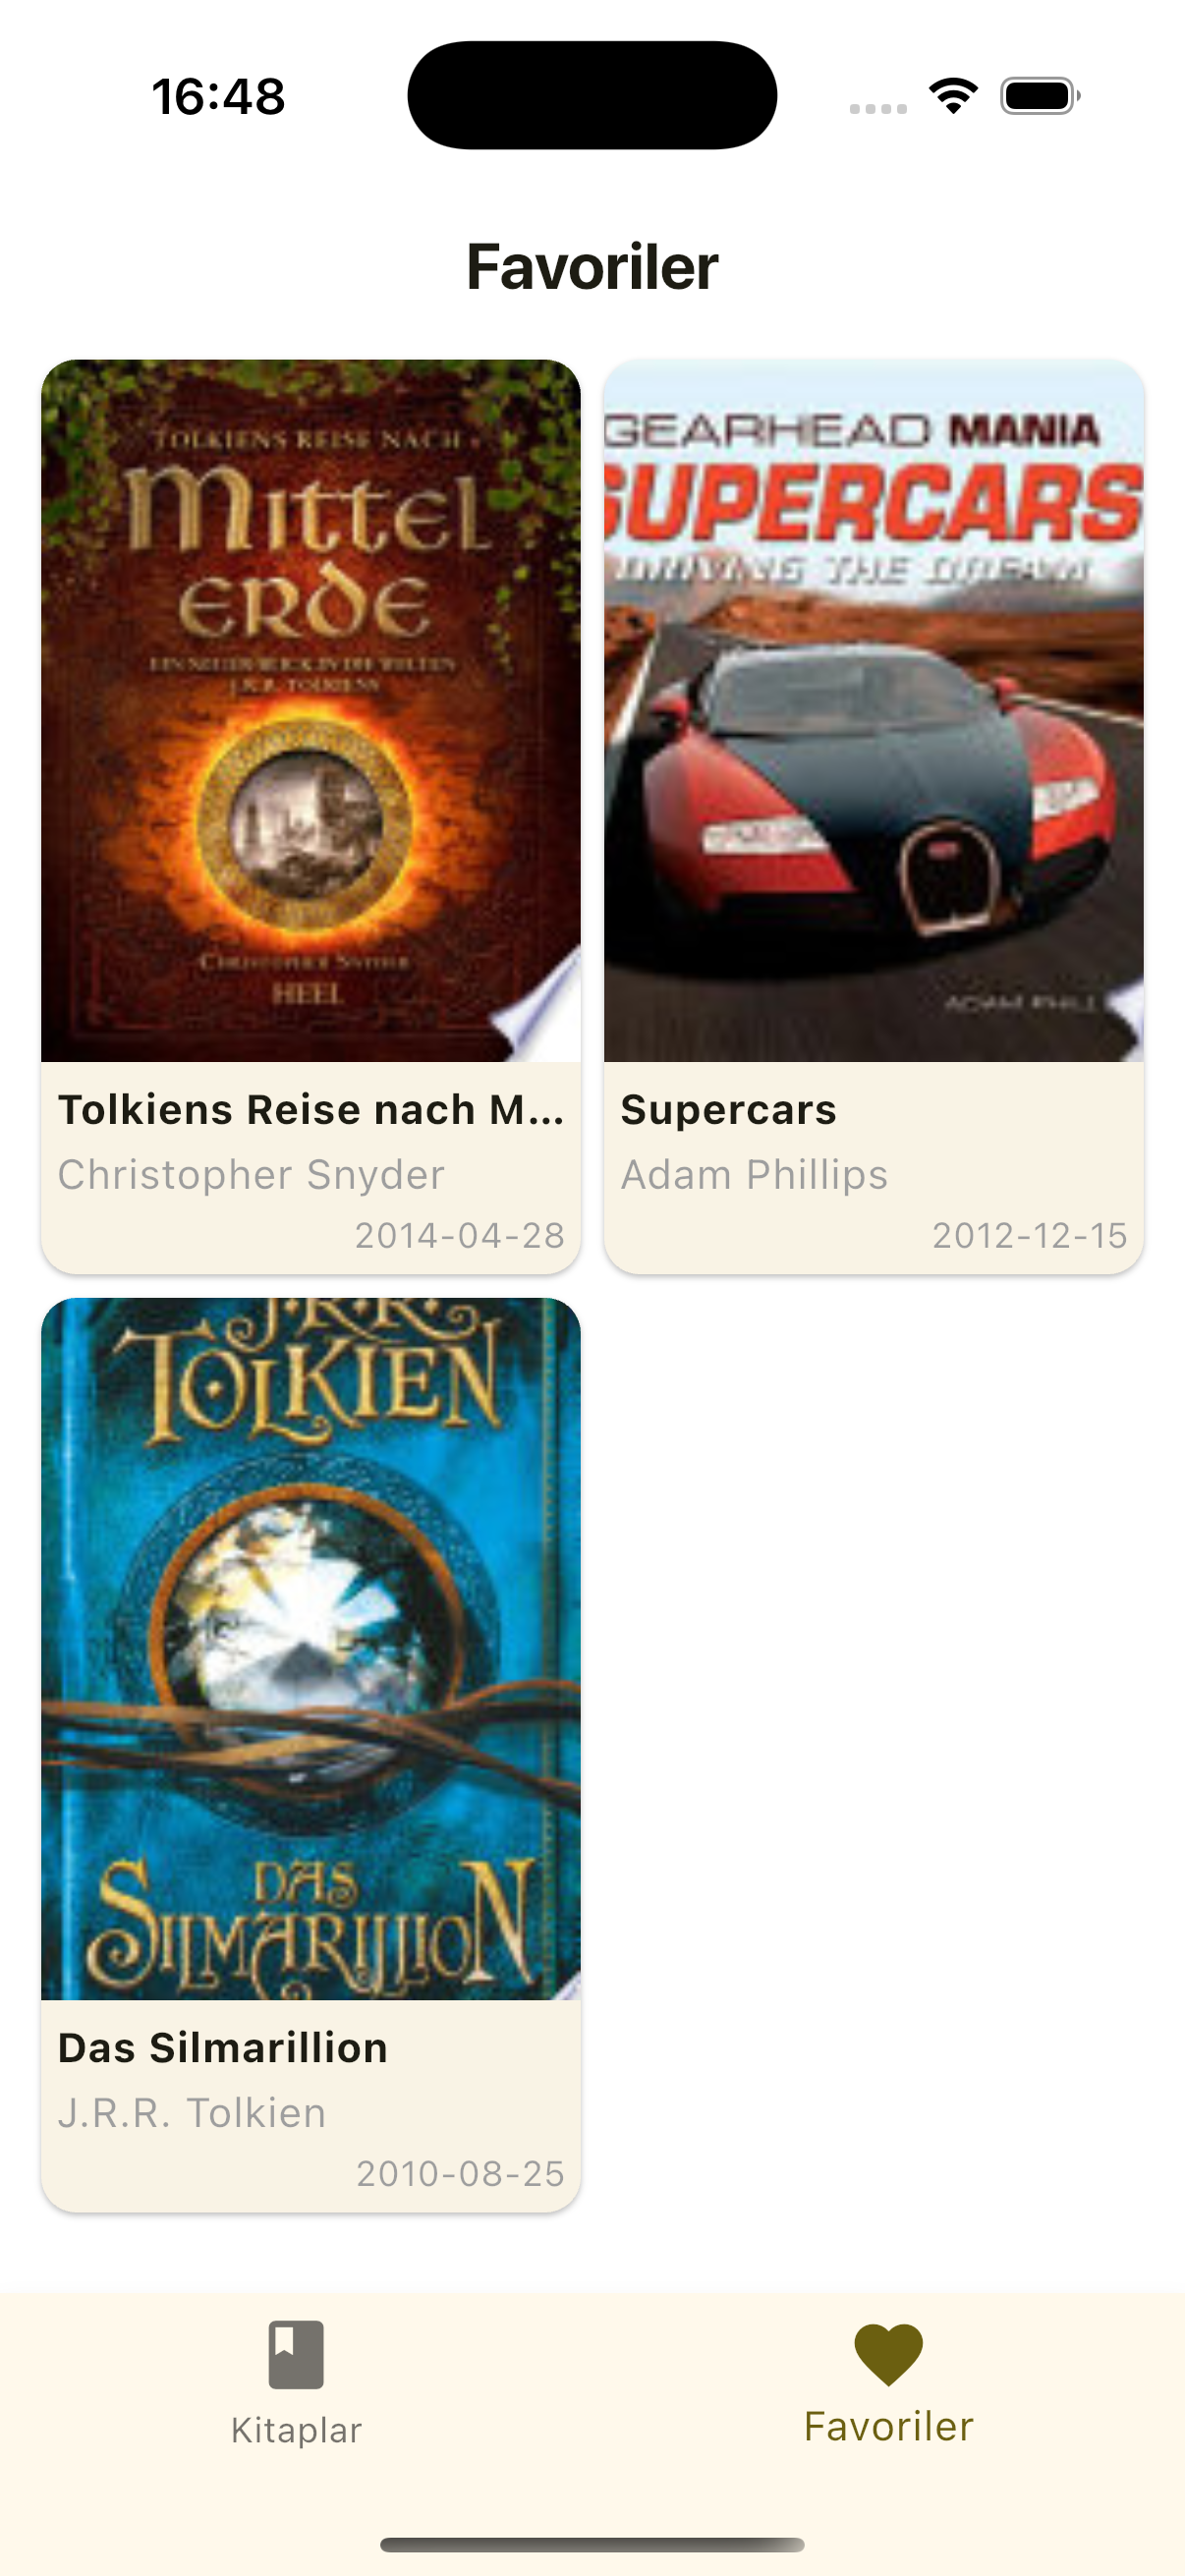 16:48
Favoriler
TOLKIENS REISE NACH
Mittel
ERDE
EIN NEUER BLICK IN DIE WELTEN
J.R.R. TOLKIENS
CHRISTOPHER SNYDER
HEEL
Tolkiens Reise nach M...
Christopher Snyder
2014-04-28
GEARHEAD MANIA
SUPERCARS
DRIVING THE DREAM
ADAM PHILL
Supercars
Adam Phillips
2012-12-15
J.R.R.
TOLKIEN
DAS
SILMARILLION
Das Silmarillion
J.R.R. Tolkien
2010-08-25
Kitaplar
Favoriler